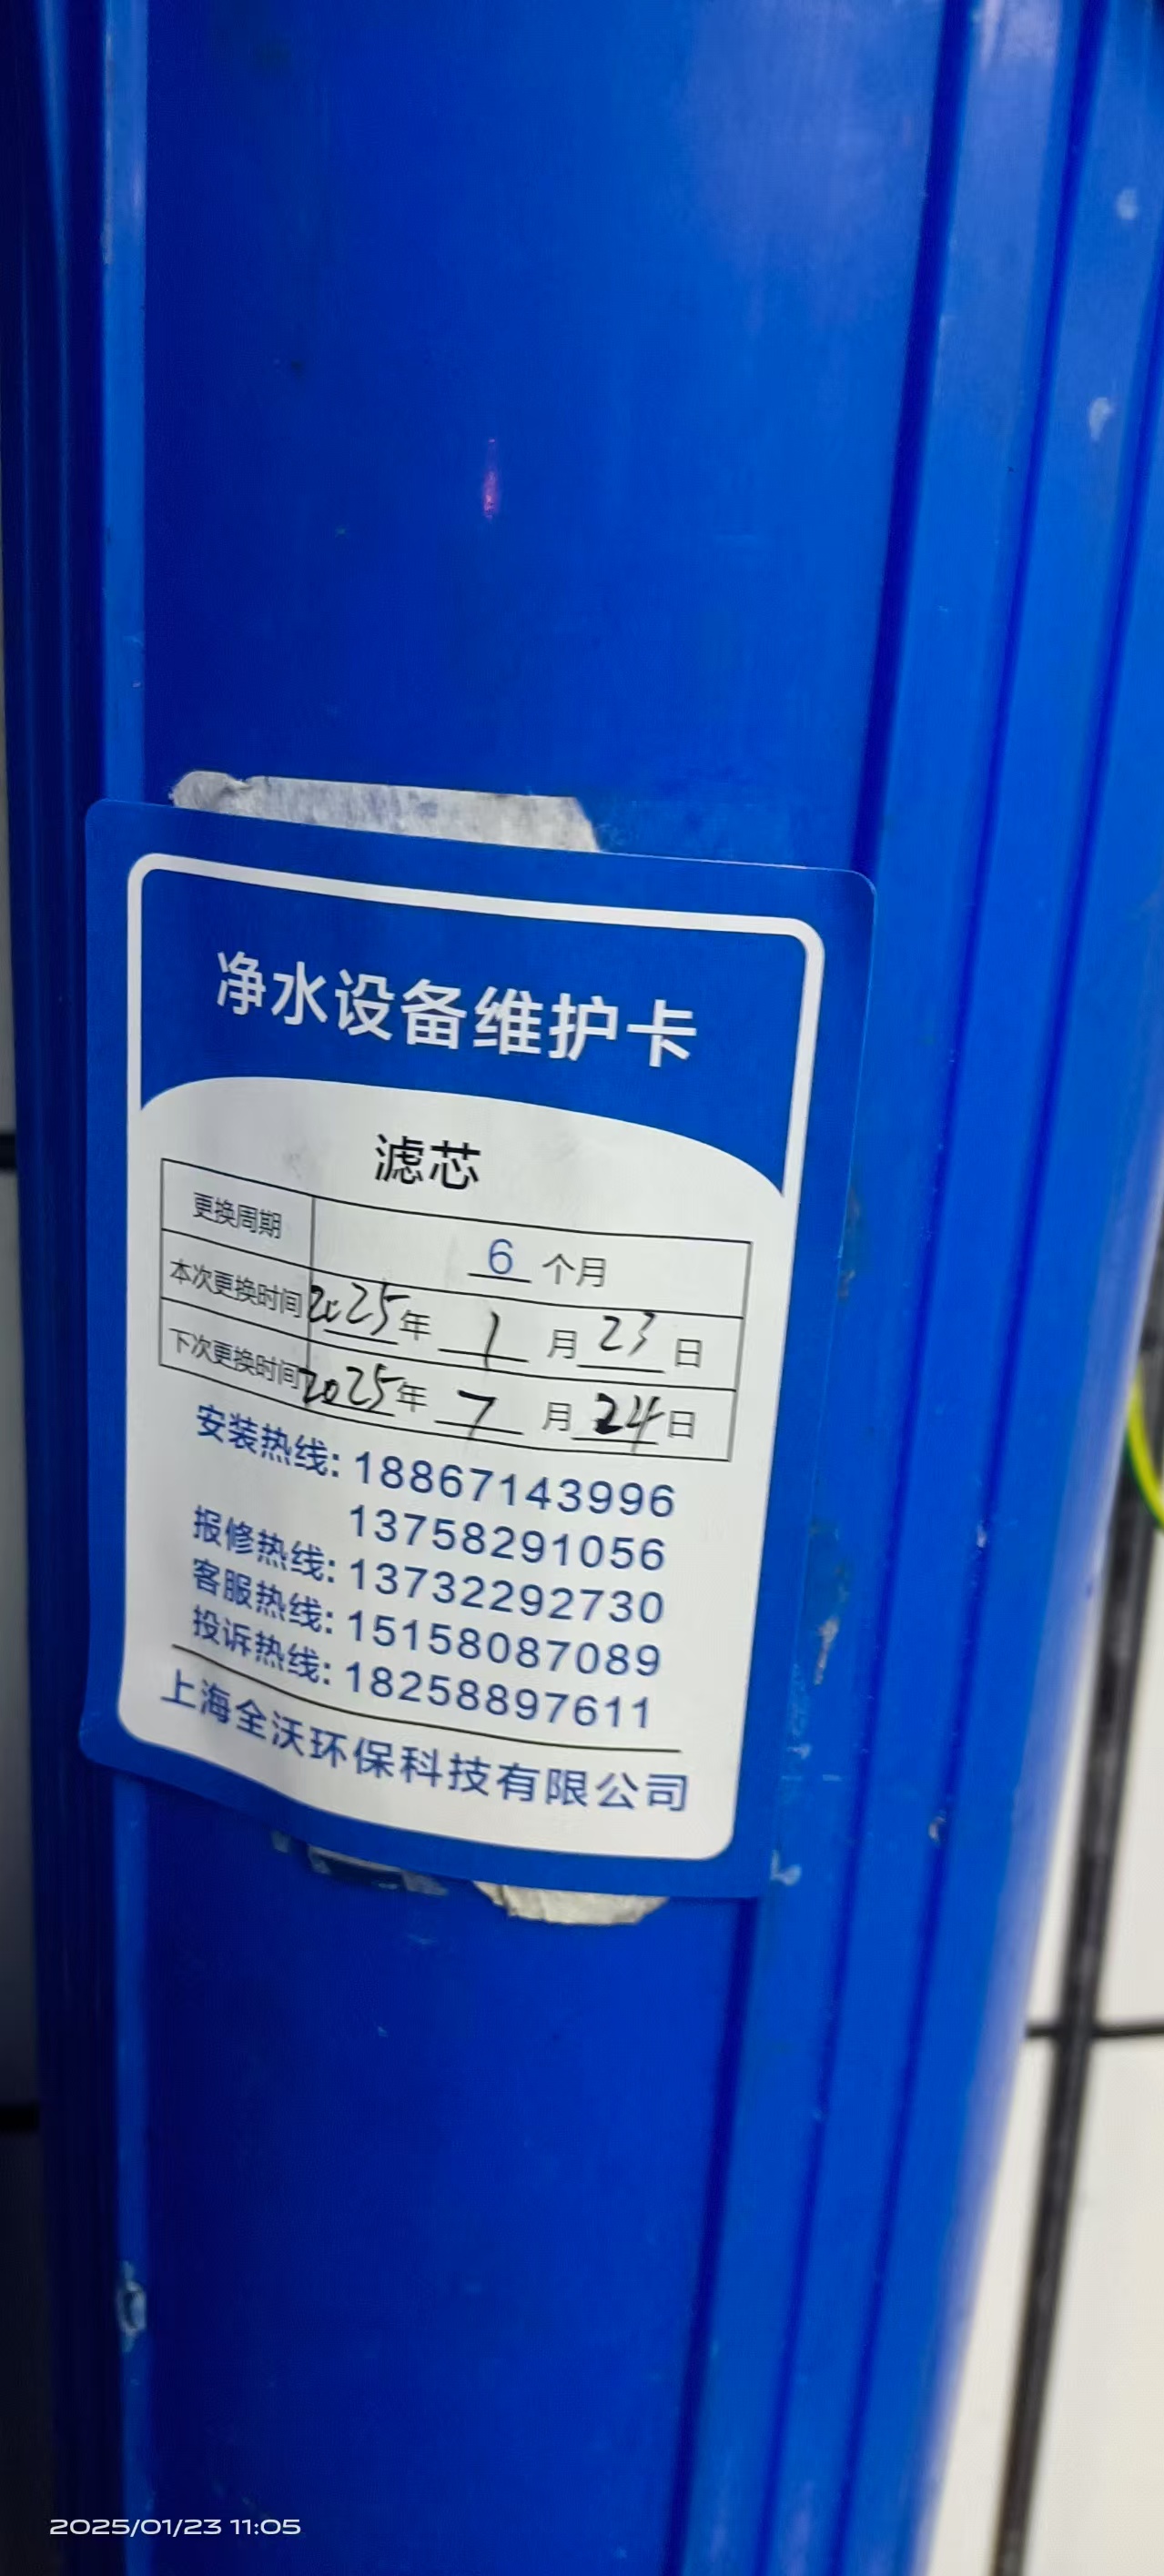 净水设备维护卡
滤芯
更换周期 6 个月
本次更换时间 2025年 1 月 23 日
下次更换时间 2025年 7 月 24 日
安装热线: 18867143996
13758291056
报修热线: 13732292730
客服热线: 15158087089
投诉热线: 18258897611
上海全沃环保科技有限公司
2025/01/23 11:05